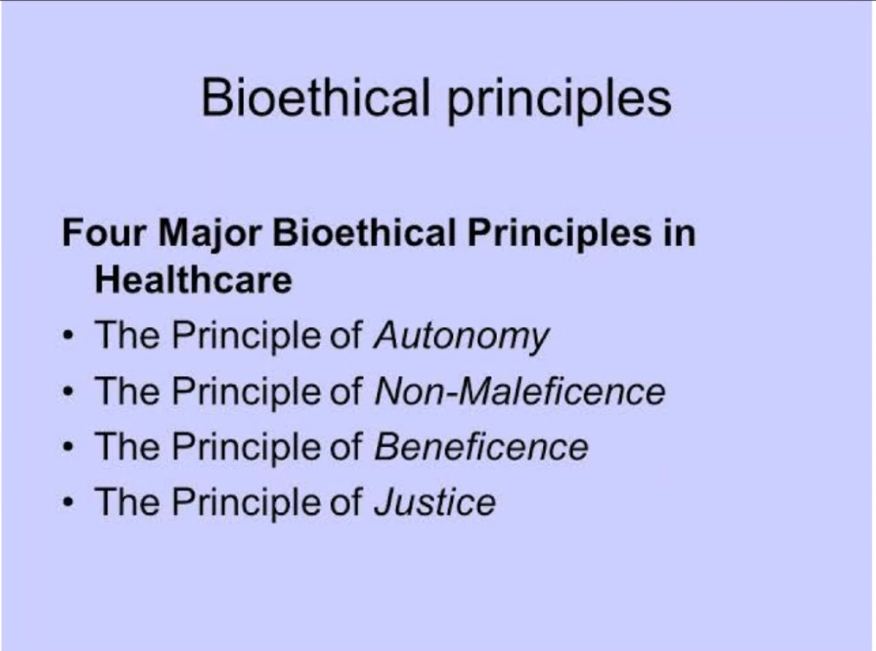 Bioethical principles
Four Major Bioethical Principles in
Healthcare
• The Principle of Autonomy
• The Principle of Non-Maleficence
• The Principle of Beneficence
• The Principle of Justice